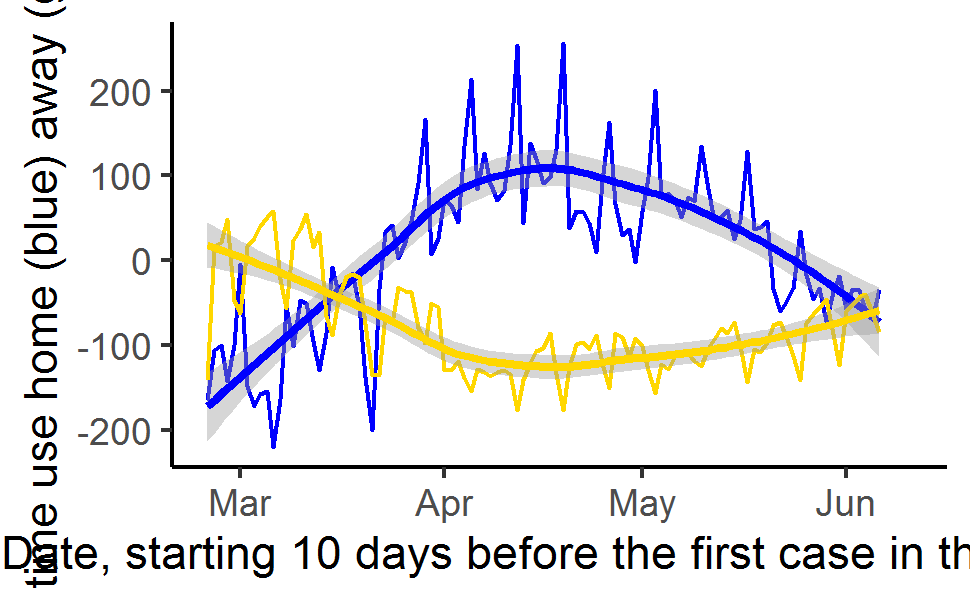 time use home (blue) away (
200
100
0
-100
-200
Mar Apr May Jun
Date, starting 10 days before the first case in th